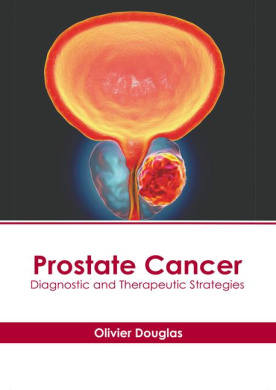 Prostate Cancer
Diagnostic and Therapeutic Strategies
Olivier Douglas